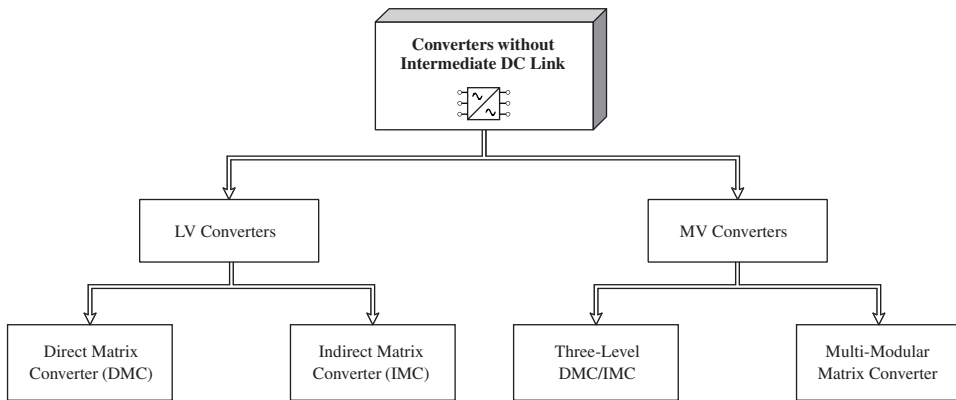 Converters without
Intermediate DC Link
LV Converters
MV Converters
Direct Matrix
Converter (DMC)
Indirect Matrix
Converter (IMC)
Three-Level
DMC/IMC
Multi-Modular
Matrix Converter